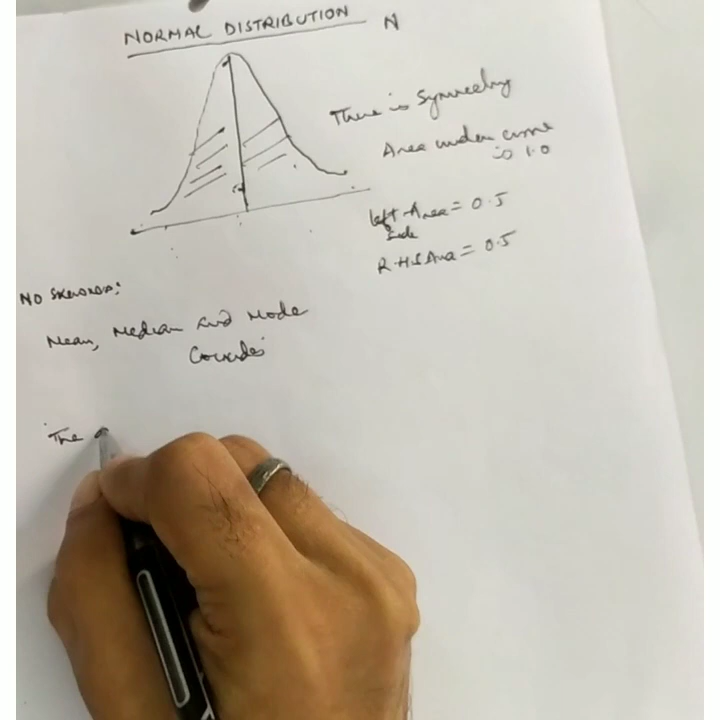 NORMAL DISTRIBUTION N
There is Symmetry
Area under curve
is 1.0
left Area = 0.5
Side
R.H.S Area = 0.5
NO SKEWNESS:
Mean, Median and Mode
Coincides
The